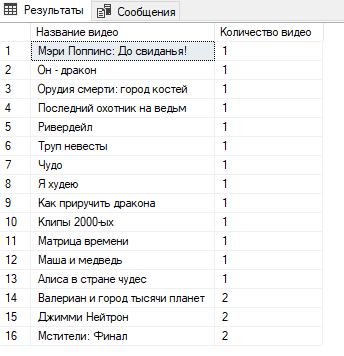 Результаты Сообщения
Название видео Количество видео
1 Мэри Поппинс: До свиданья! 1
2 Он - дракон 1
3 Орудия смерти: город костей 1
4 Последний охотник на ведьм 1
5 Ривердейл 1
6 Труп невесты 1
7 Чудо 1
8 Я худею 1
9 Как приручить дракона 1
10 Клипы 2000-ых 1
11 Матрица времени 1
12 Маша и медведь 1
13 Алиса в стране чудес 1
14 Валериан и город тысячи планет 2
15 Джимми Нейтрон 2
16 Мстители: Финал 2